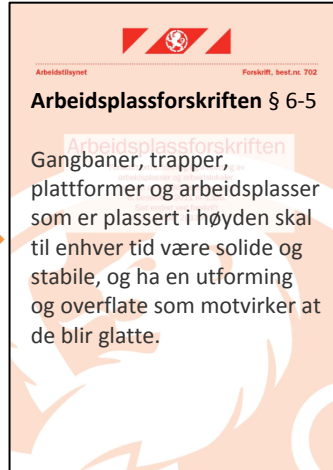 Arbeidstilsynet
Forskrift, best.nr. 702
Arbeidsplassforskriften § 6-5
Arbeidsplassforskriften
Gangbaner, trapper,
plattformer og arbeidsplasser
som er plassert i høyden skal
til enhver tid være solide og
stabile, og ha en utforming
og overflate som motvirker at
de blir glatte.